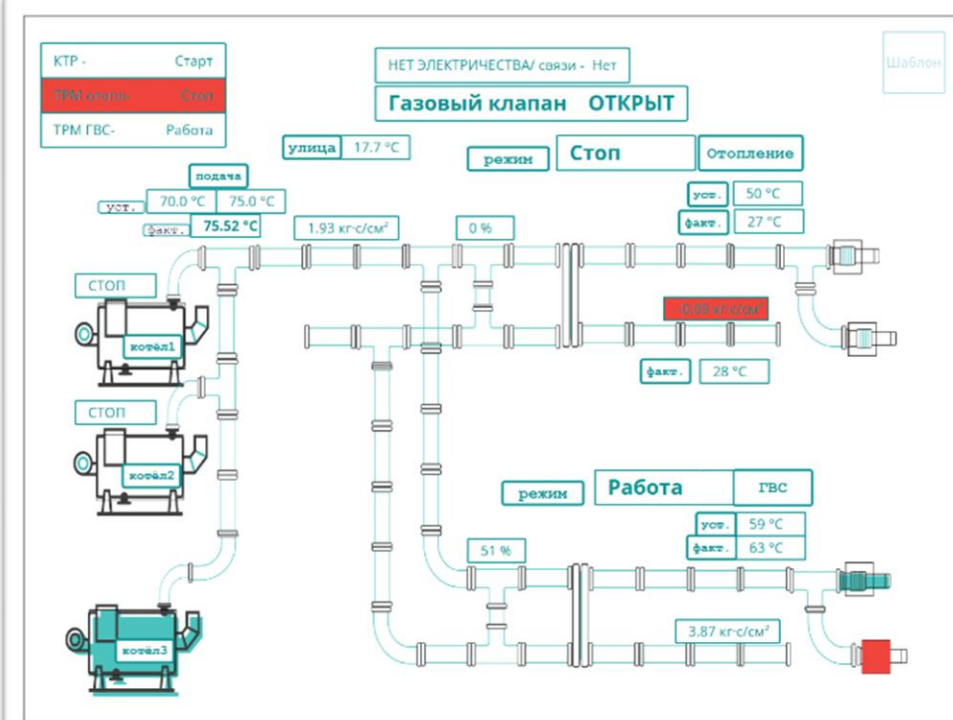 КТР - Старт
ТРМ отопл- Стоп
ТРМ ГВС- Работа
НЕТ ЭЛЕКТРИЧЕСТВА/ связи - Нет
Газовый клапан ОТКРЫТ
Шаблон
улица 17.7 °C
режим Стоп Отопление
подача
уст. 70.0 °C 75.0 °C
факт. 75.52 °C
уст. 50 °C
факт. 27 °C
1.93 кг·с/см²
0 %
СТОП
котёл1
-0.09 кг·с/см²
факт. 28 °C
СТОП
котёл2
режим Работа ГВС
уст. 59 °C
факт. 63 °C
51 %
3.87 кг·с/см²
котёл3